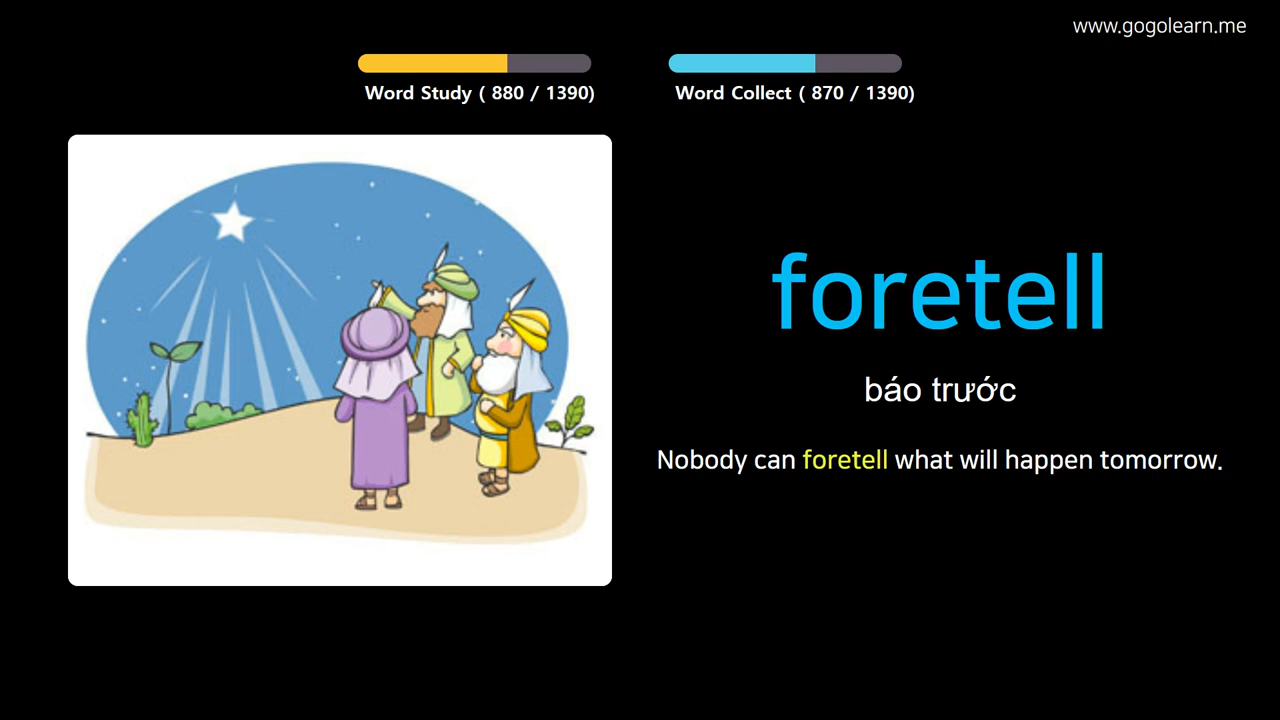 www.gogolearn.me
Word Study ( 880 / 1390)
Word Collect ( 870 / 1390)
foretell
báo trước
Nobody can foretell what will happen tomorrow.